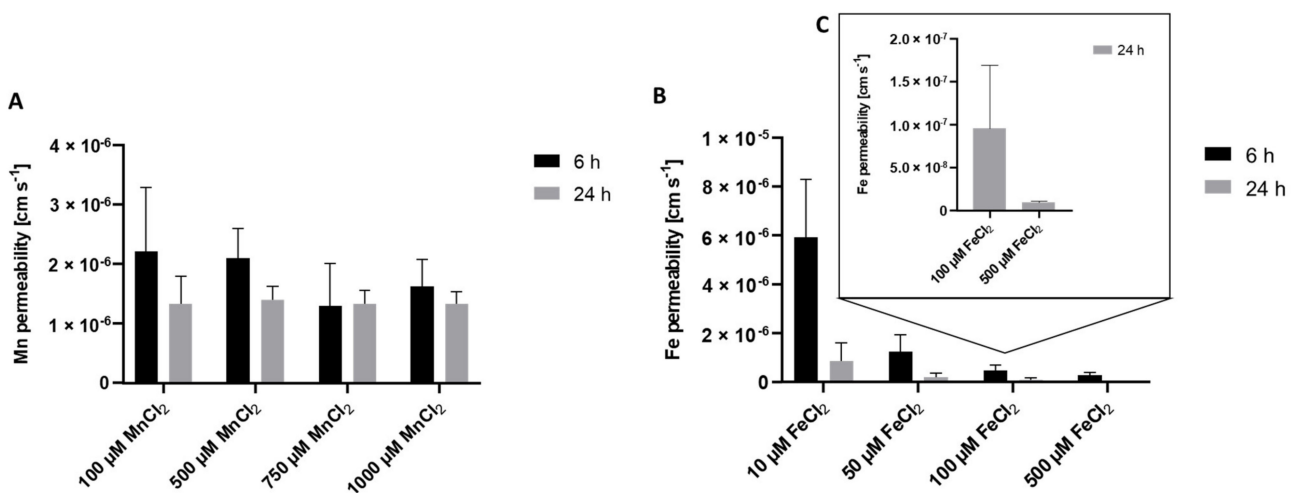 A
Mn permeability [cm s⁻¹]
4 × 10⁻⁶
3 × 10⁻⁶
2 × 10⁻⁶
1 × 10⁻⁶
0
100 µM MnCl₂
500 µM MnCl₂
750 µM MnCl₂
1000 µM MnCl₂
6 h
24 h
B
Fe permeability [cm s⁻¹]
1 × 10⁻⁵
8 × 10⁻⁶
6 × 10⁻⁶
4 × 10⁻⁶
2 × 10⁻⁶
0
10 µM FeCl₂
50 µM FeCl₂
100 µM FeCl₂
500 µM FeCl₂
6 h
24 h
C
Fe permeability [cm s⁻¹]
2.0 × 10⁻⁷
1.5 × 10⁻⁷
1.0 × 10⁻⁷
5.0 × 10⁻⁸
0
100 µM FeCl₂
500 µM FeCl₂
24 h